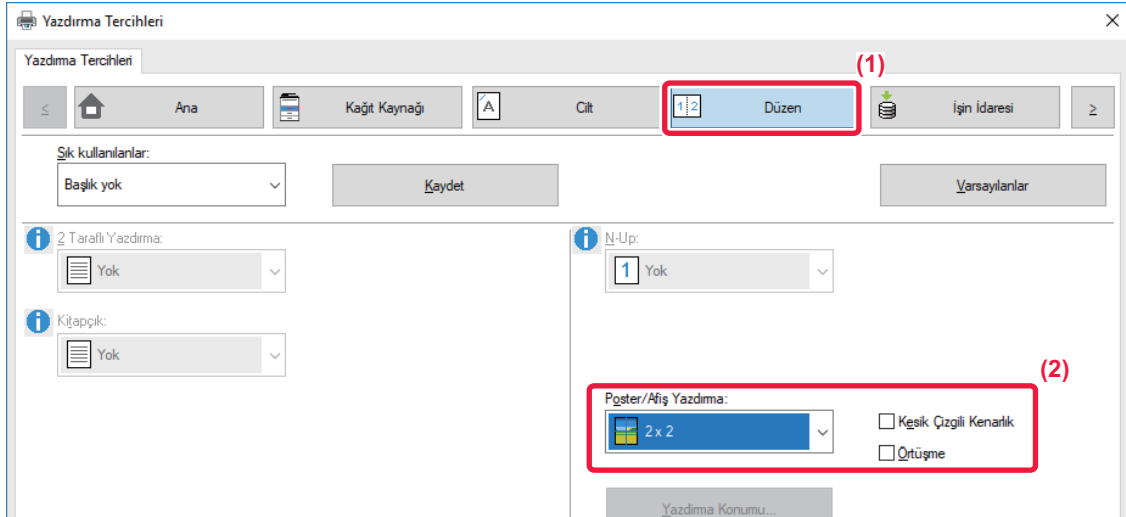 Yazdırma Tercihleri
Yazdırma Tercihleri
(1)
Ana
Kağıt Kaynağı
A
Cilt
1 2
Düzen
İşin İdaresi
Sık kullanılanlar:
Başlık yok
Kaydet
Varsayılanlar
2 Taraflı Yazdırma:
Yok
N-Up:
1 Yok
Kitapçık:
Yok
(2)
Poster/Afiş Yazdırma:
2 x 2
Kesik Çizgili Kenarlık
Örtüşme
Yazdırma Konumu...